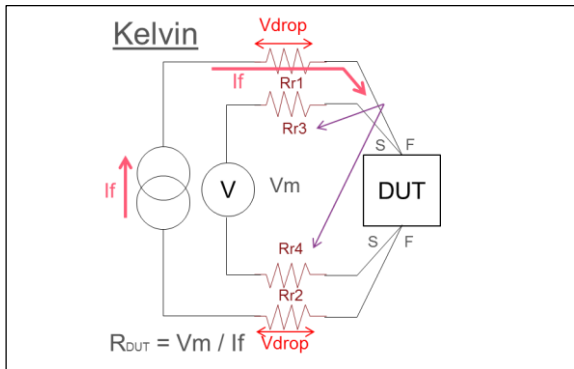 Kelvin
Vdrop
If
Rr1
Rr3
S F
If
V
Vm
DUT
S F
Rr4
Rr2
RDUT = Vm / If
Vdrop